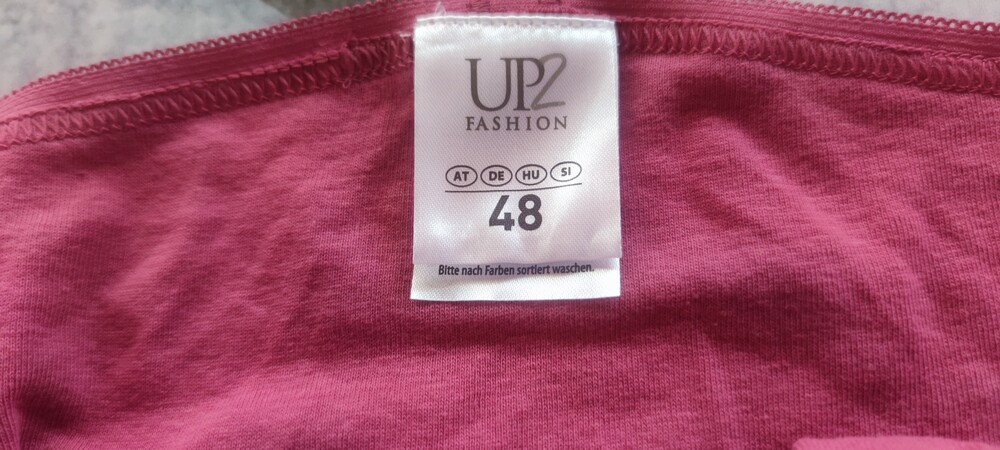 UP2
FASHION
AT DE HU SI
48
Bitte nach Farben sortiert waschen.